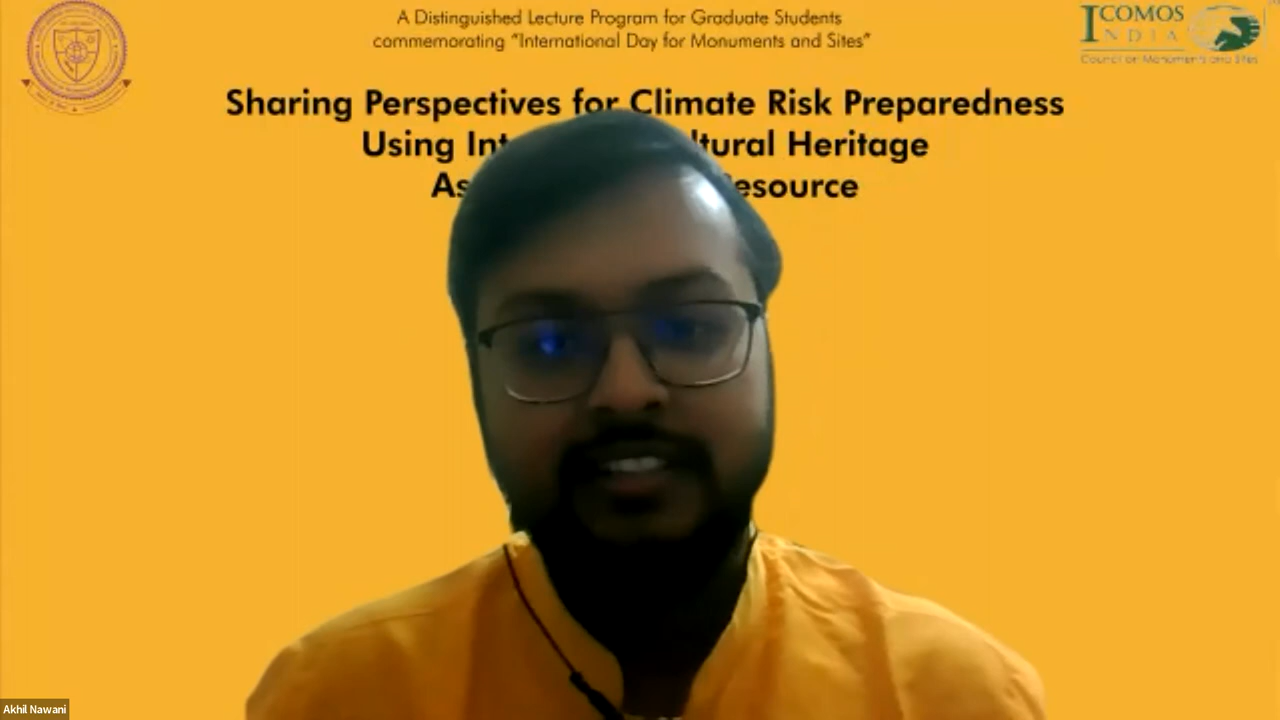 A Distinguished Lecture Program for Graduate Students
commemorating “International Day for Monuments and Sites”
ICOMOS
INDIA
Council on Monuments and Sites
Sharing Perspectives for Climate Risk Preparedness
Using Int ltural Heritage
As esource
Akhil Nawani